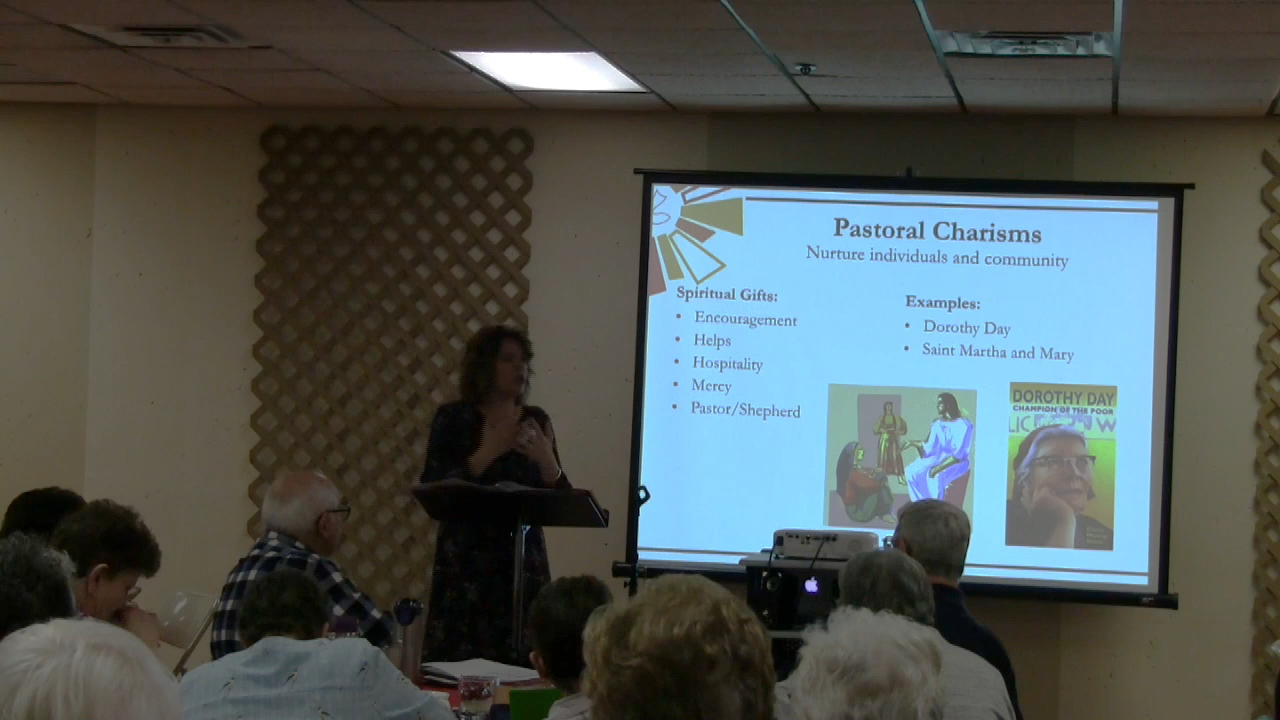 Pastoral Charisms
Nurture individuals and community
Spiritual Gifts:
• Encouragement
• Helps
• Hospitality
• Mercy
• Pastor/Shepherd
Examples:
• Dorothy Day
• Saint Martha and Mary
DOROTHY DAY
CHAMPION OF THE POOR
LIC
W